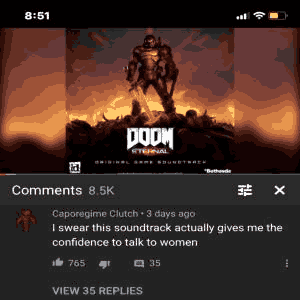 8:51
DOOM
ETERNAL
ORIGINAL GAME SOUNDTRACK
Bethesda
Comments 8.5K
Caporegime Clutch • 3 days ago
I swear this soundtrack actually gives me the
confidence to talk to women
765 35
VIEW 35 REPLIES